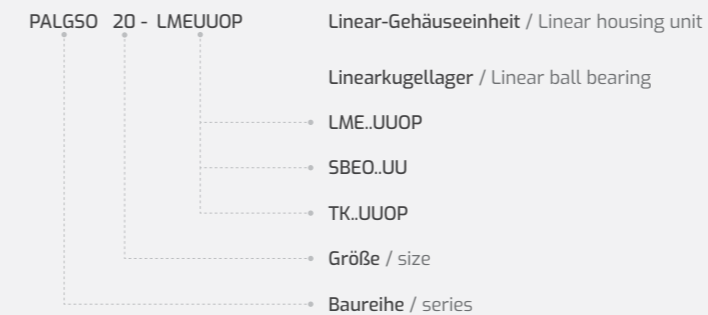 PALGSO 20 - LMEUUOP Linear-Gehäuseeinheit / Linear housing unit
Linearkugellager / Linear ball bearing
LME..UUOP
SBEO..UU
TK..UUOP
Größe / size
Baureihe / series